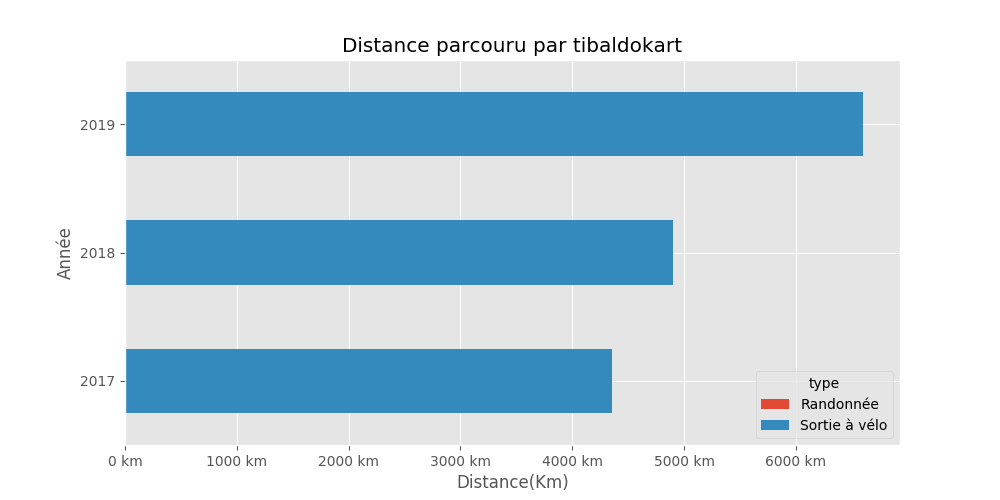 Distance parcouru par tibaldokart
Année
2019
2018
2017
0 km 1000 km 2000 km 3000 km 4000 km 5000 km 6000 km
Distance(Km)
type
Randonnée
Sortie à vélo